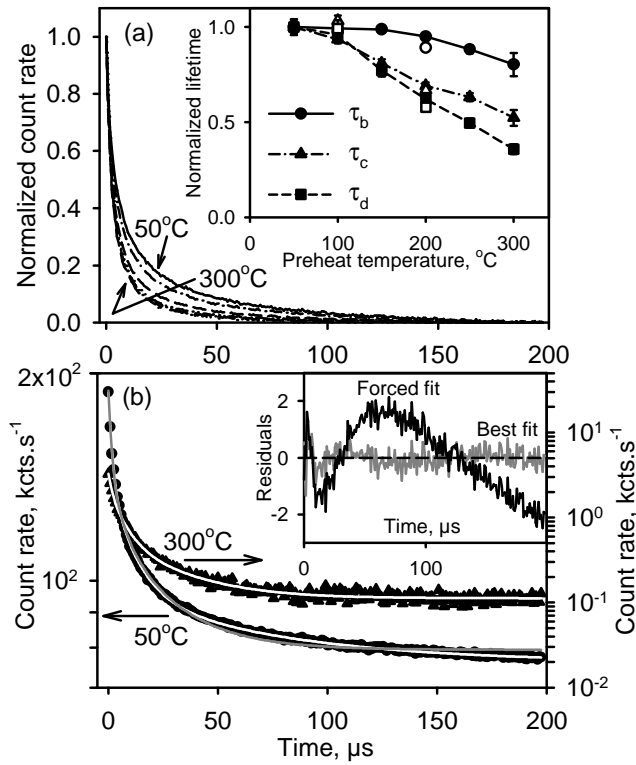 (a)
Normalized count rate
1.0
0.8
0.6
0.4
0.2
0.0
50°C
300°C
0
50
100
150
200
Normalized lifetime
1.0
0.5
0.0
τb
τc
τd
0
50
100
150
200
250
300
Preheat temperature, °C
(b)
Count rate, kcts.s-1
2x10²
10²
300°C
50°C
Forced fit
Best fit
Residuals
2
0
-2
0
100
Time, µs
10¹
10⁰
10⁻¹
10⁻²
Count rate, kcts.s-1
0
50
100
150
200
Time, µs